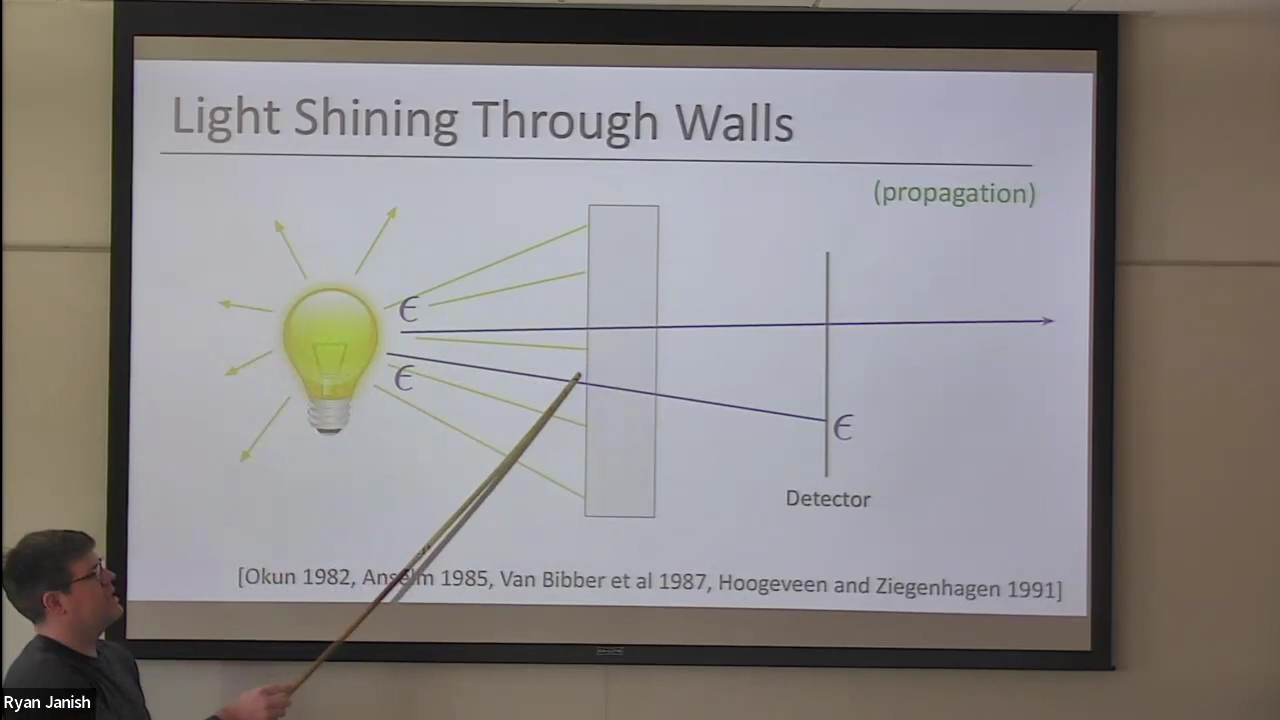 Light Shining Through Walls
(propagation)
ϵ
ϵ
ϵ
Detector
[Okun 1982, Anselm 1985, Van Bibber et al 1987, Hoogeveen and Ziegenhagen 1991]
Ryan Janish